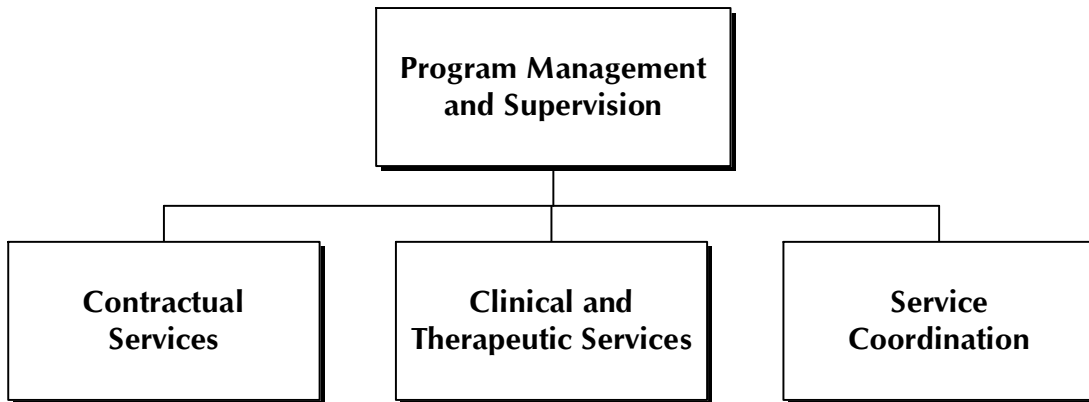 Program Management
and Supervision
Contractual
Services
Clinical and
Therapeutic Services
Service
Coordination